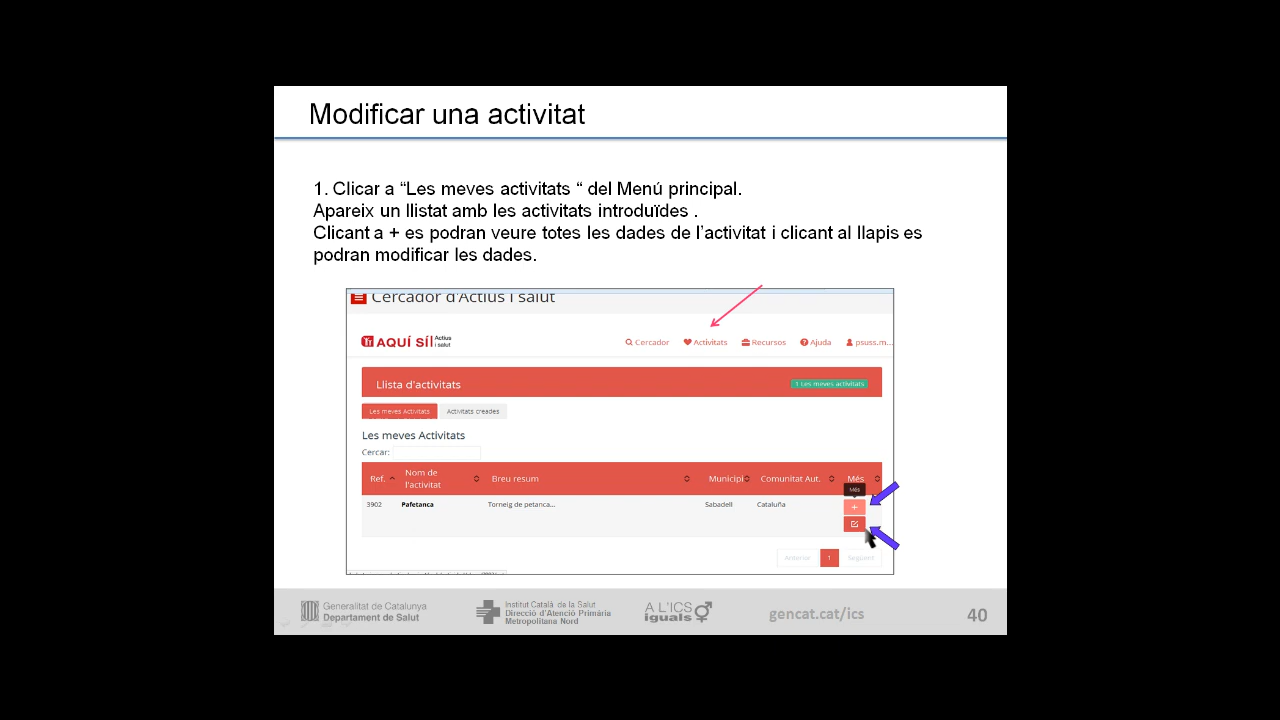 Modificar una activitat
1. Clicar a “Les meves activitats “ del Menú principal.
Apareix un llistat amb les activitats introduïdes .
Clicant a + es podran veure totes les dades de l’activitat i clicant al llapis es
podran modificar les dades.
Cercador d'Actius i salut
AQUÍ SÍ! Actius i salut
Cercador Activitats Recursos Ajuda psuss.m...
Llista d'activitats 1 Les meves activitats
Les meves Activitats Activitats creades
Les meves Activitats
Cercar:
Ref. Nom de l'activitat Breu resum Municipi Comunitat Aut. Més
Més
3902 Pafetanca Torneig de petanca... Sabadell Cataluña +
Anterior 1 Següent
Generalitat de Catalunya
Departament de Salut
Institut Català de la Salut
Direcció d'Atenció Primària
Metropolitana Nord
A L'ICS
iguals
gencat.cat/ics
40